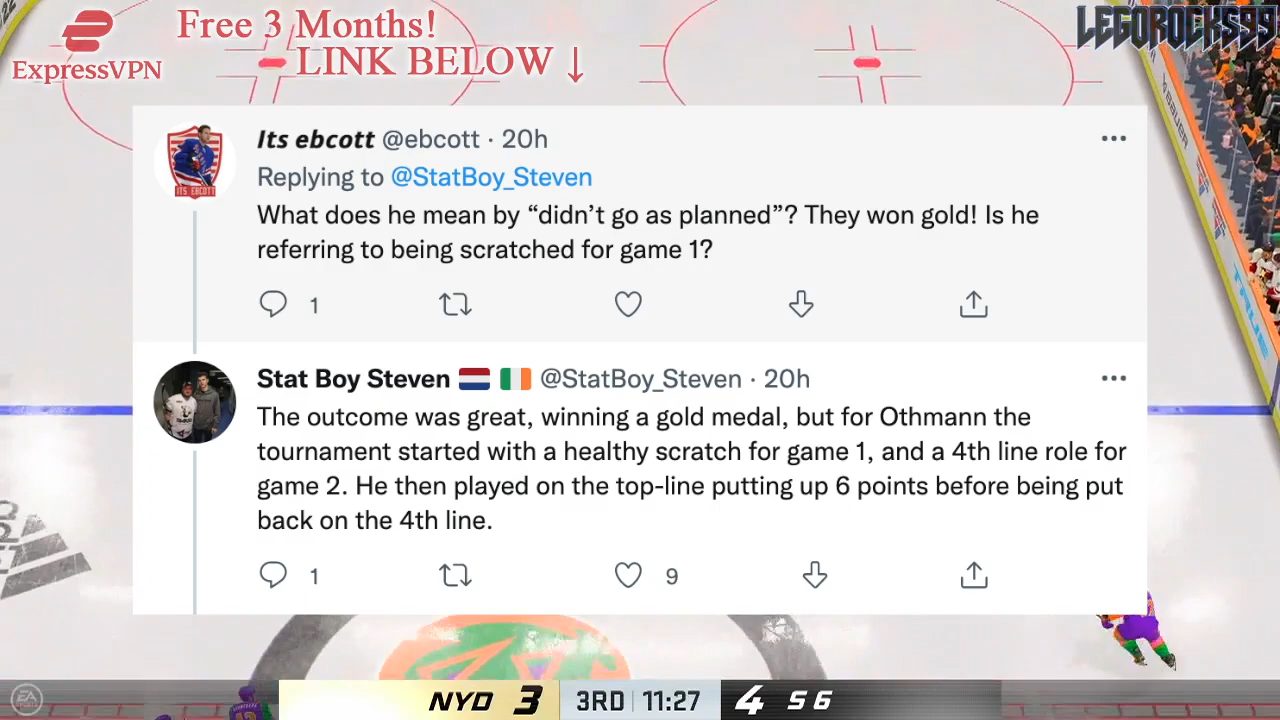 Free 3 Months!
LINK BELOW ↓
ExpressVPN
LEGOROCKS99
Its ebcott @ebcott · 20h
Replying to @StatBoy_Steven
What does he mean by “didn’t go as planned”? They won gold! Is he
referring to being scratched for game 1?
1
ITS EBCOTT
Stat Boy Steven @StatBoy_Steven · 20h
The outcome was great, winning a gold medal, but for Othmann the
tournament started with a healthy scratch for game 1, and a 4th line role for
game 2. He then played on the top-line putting up 6 points before being put
back on the 4th line.
1 9
NYD 3 3RD 11:27 4 S G
BAUER